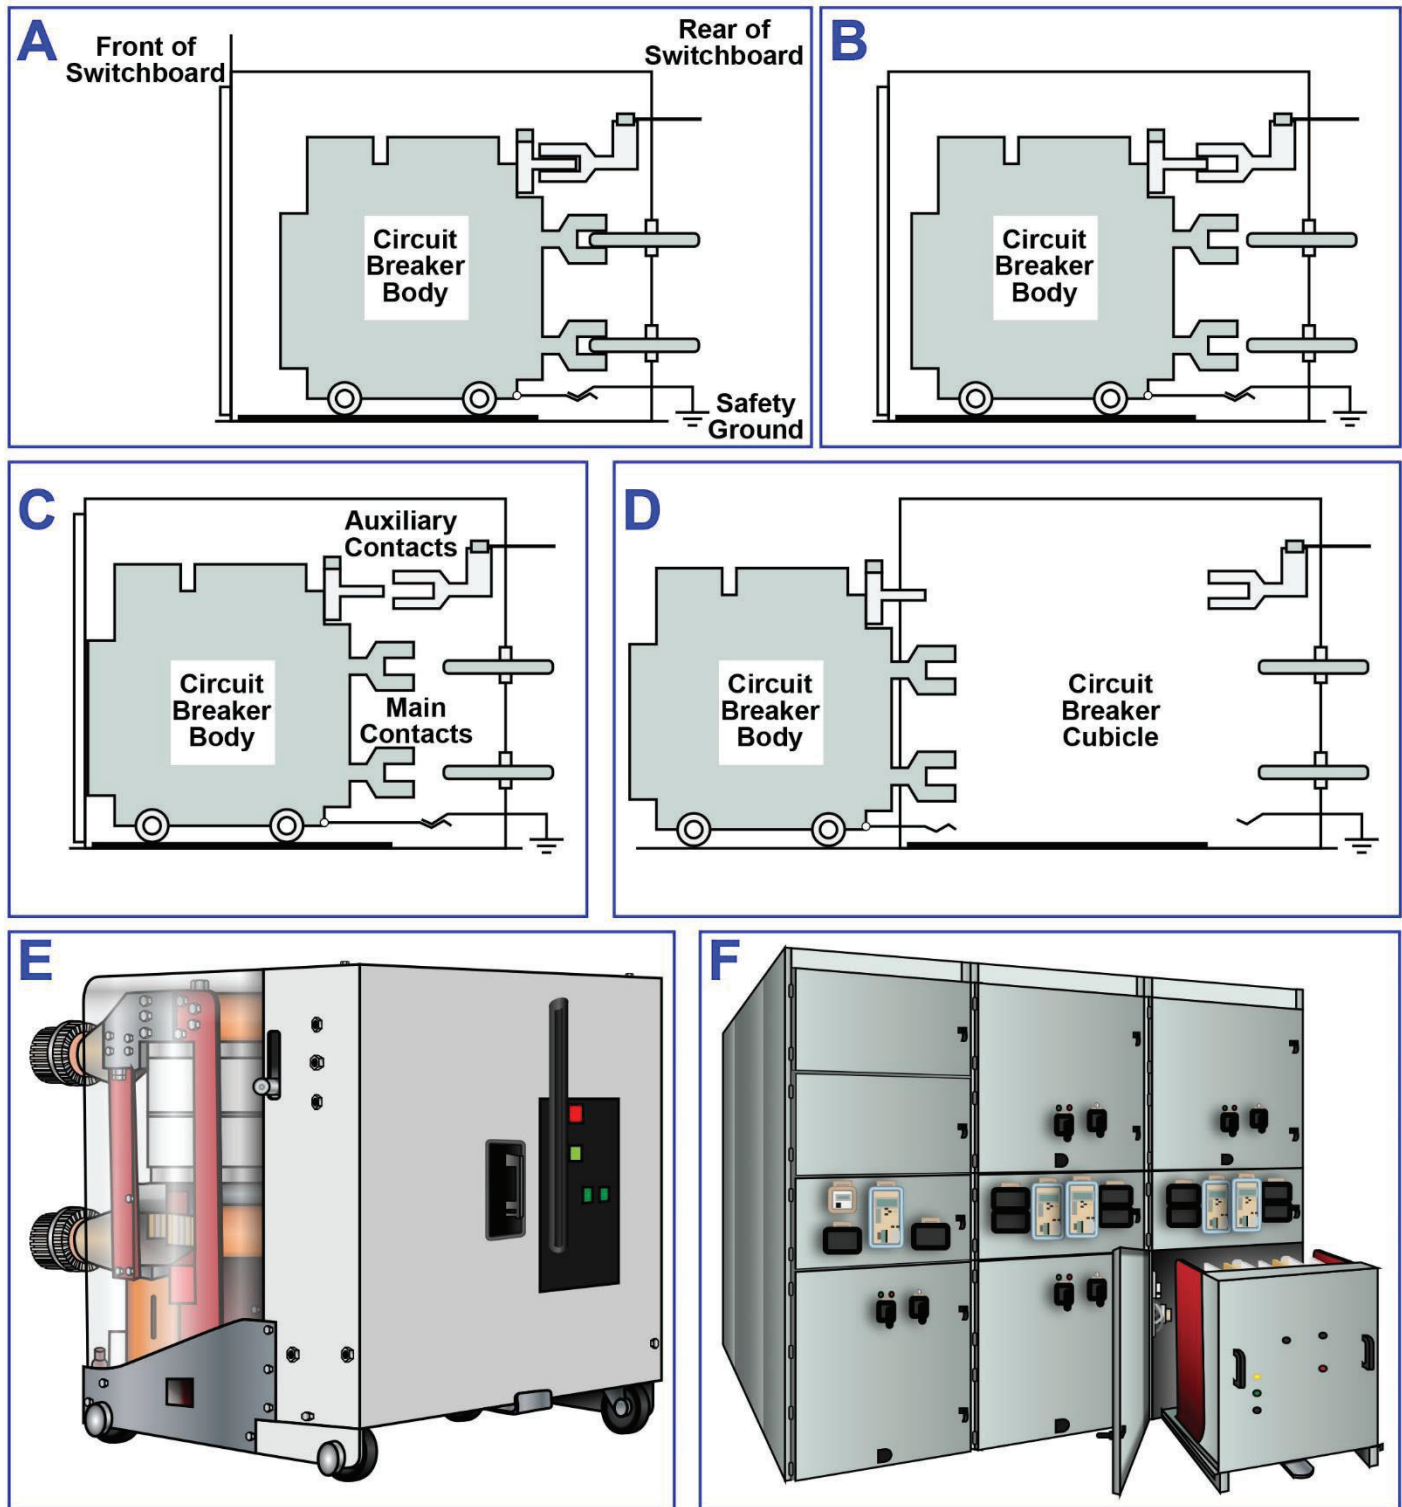 A
Front of
Switchboard
Rear of
Switchboard
Circuit
Breaker
Body
Safety
Ground
B
Circuit
Breaker
Body
C
Auxiliary
Contacts
Circuit
Breaker
Body
Main
Contacts
D
Circuit
Breaker
Body
Circuit
Breaker
Cubicle
E
F